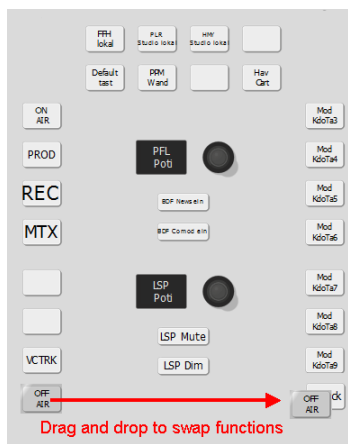 FFH
lokal
PLR
Studio lokal
HMY
Studio lokal
Default
tast
PPM
Wand
Hav
Cart
ON
AIR
Mod
KdoTa3
PROD
PFL
Poti
Mod
KdoTa4
REC
BDF Newsein
Mod
KdoTa5
MTX
BDF Comod ein
Mod
KdoTa6
LSP
Poti
Mod
KdoTa7
LSP Mute
Mod
KdoTa8
VCTRK
LSP Dim
Mod
KdoTa9
OFF
AIR
OFF
AIR
ck
Drag and drop to swap functions